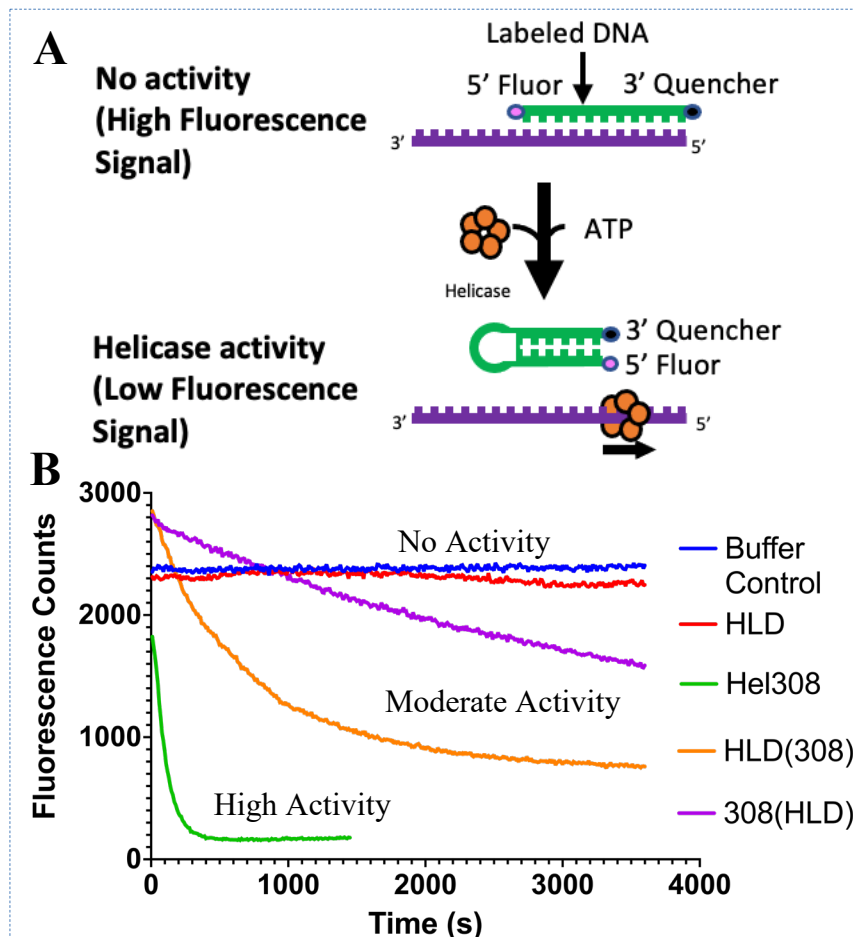 A
Labeled DNA
No activity
(High Fluorescence
Signal)
5’ Fluor
3’ Quencher
3’
5’
ATP
Helicase
Helicase activity
(Low Fluorescence
Signal)
3’ Quencher
5’ Fluor
3’
5’
B
Fluorescence Counts
3000
2000
1000
0
No Activity
Moderate Activity
High Activity
Buffer
Control
HLD
Hel308
HLD(308)
308(HLD)
0
1000
2000
3000
4000
Time (s)